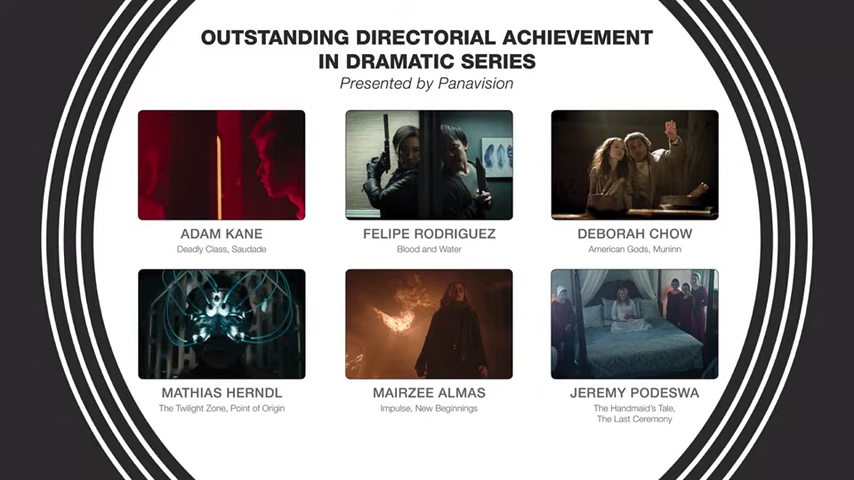 OUTSTANDING DIRECTORIAL ACHIEVEMENT
IN DRAMATIC SERIES
Presented by Panavision
ADAM KANE
Deadly Class, Saudade
FELIPE RODRIGUEZ
Blood and Water
DEBORAH CHOW
American Gods, Muninn
MATHIAS HERNDL
The Twilight Zone, Point of Origin
MAIRZEE ALMAS
Impulse, New Beginnings
JEREMY PODESWA
The Handmaid's Tale,
The Last Ceremony